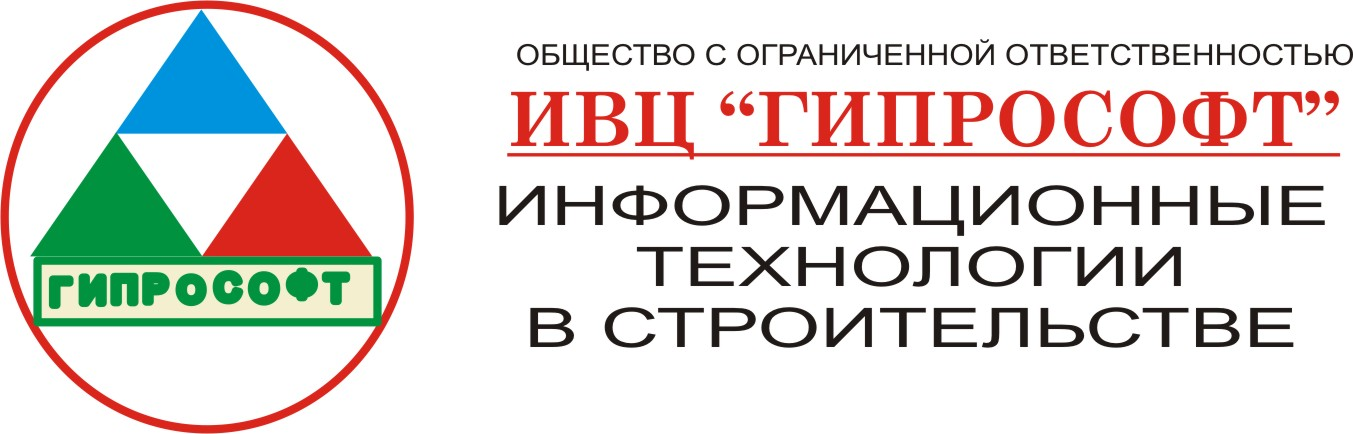 ГИПРОСОФТ
ОБЩЕСТВО С ОГРАНИЧЕННОЙ ОТВЕТСТВЕННОСТЬЮ
ИВЦ “ГИПРОСОФТ”
ИНФОРМАЦИОННЫЕ
ТЕХНОЛОГИИ
В СТРОИТЕЛЬСТВЕ